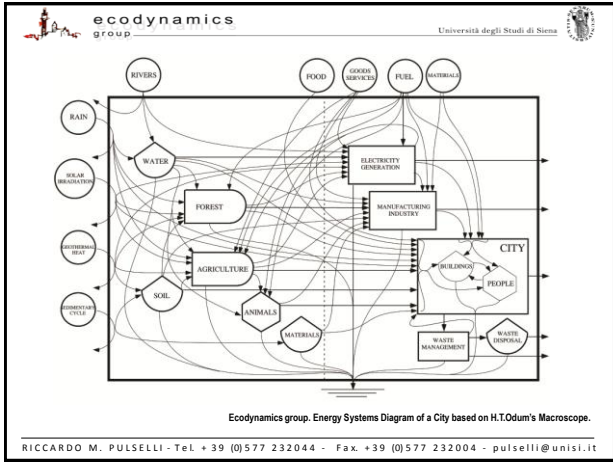 ecodynamics
group
Università degli Studi di Siena
RIVERS
FOOD
GOODS
SERVICES
FUEL
MATERIALS
RAIN
WATER
ELECTRICITY
GENERATION
SOLAR
IRRADIATION
FOREST
MANUFACTURING
INDUSTRY
CITY
GEOTHERMAL
HEAT
AGRICULTURE
BUILDINGS
PEOPLE
SOIL
SEDIMENTARY
CYCLE
ANIMALS
MATERIALS
WASTE
MANAGEMENT
WASTE
DISPOSAL
Ecodynamics group. Energy Systems Diagram of a City based on H.T.Odum's Macroscope.
RICCARDO M. PULSELLI - Tel. +39 (0)577 232044 - Fax. +39 (0)577 232004 - pulselli@unisi.it